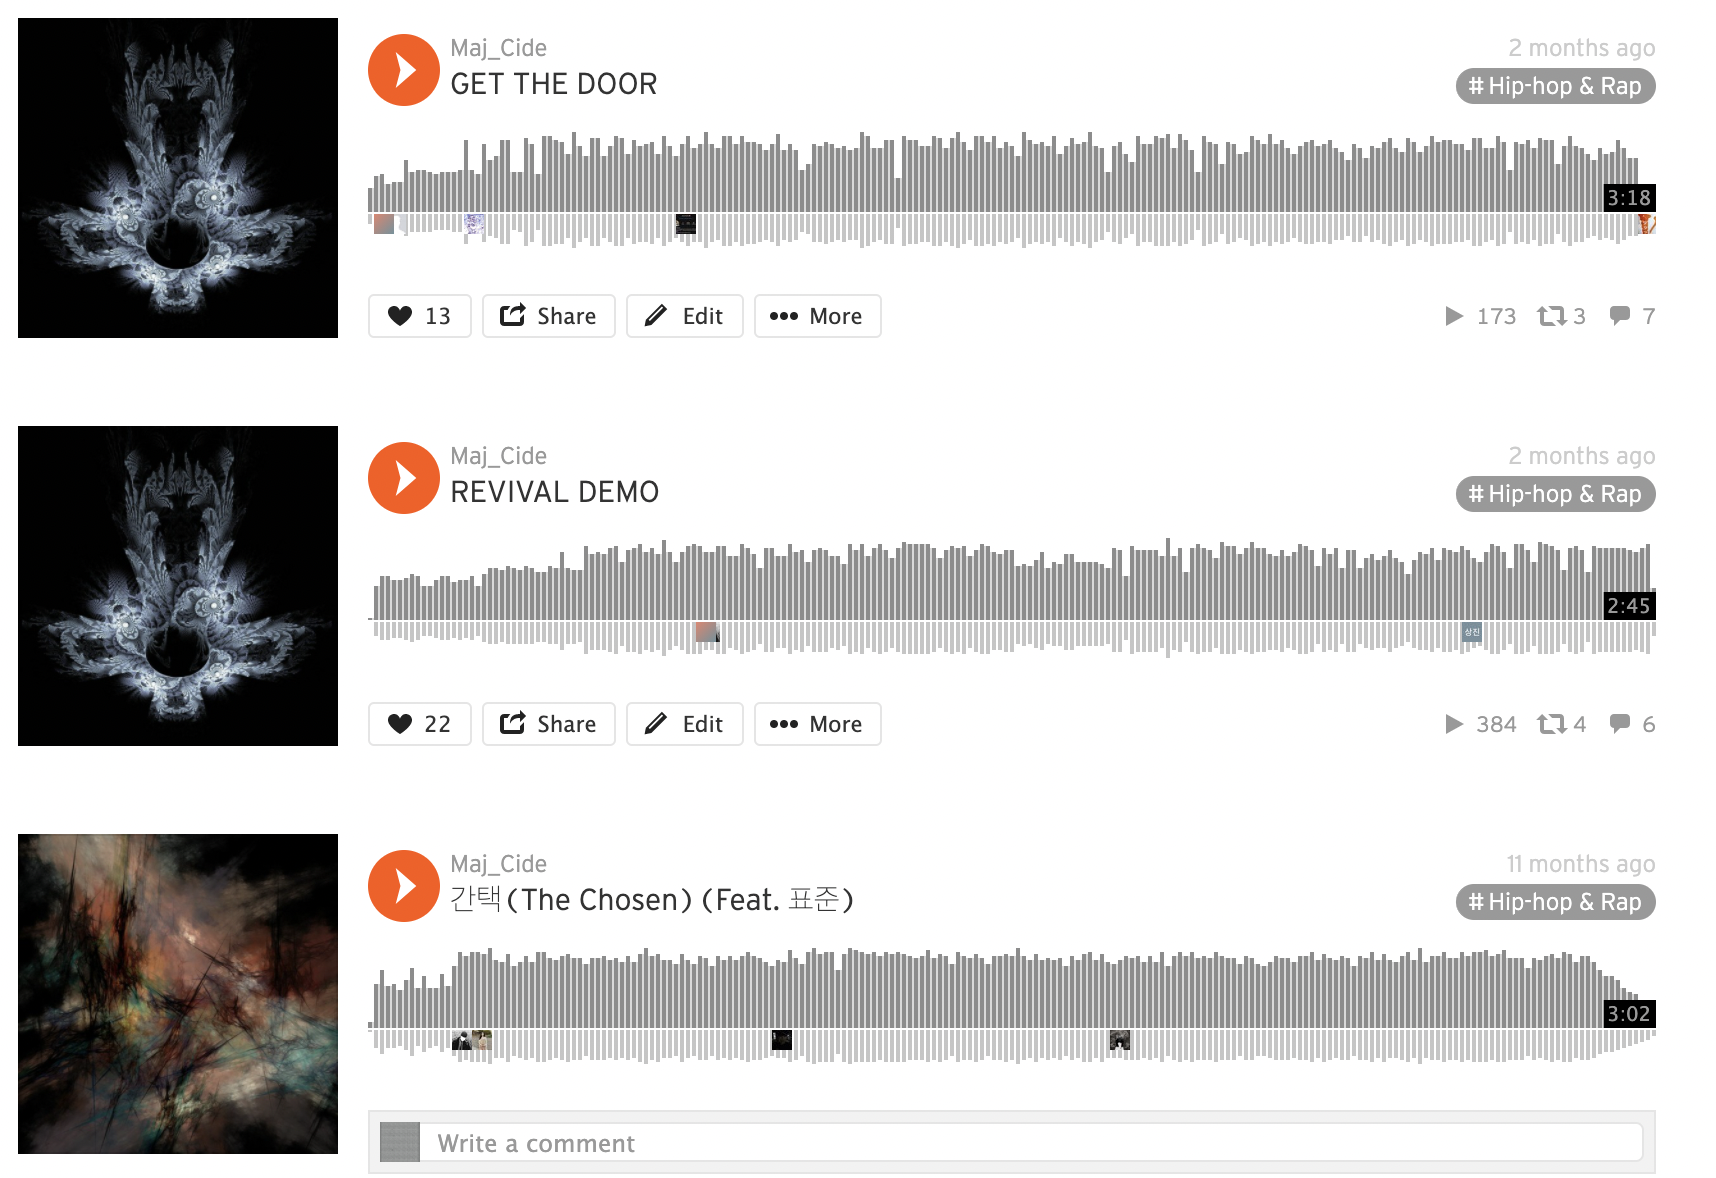 Maj_Cide
2 months ago
GET THE DOOR
# Hip-hop & Rap
3:18
13
Share
Edit
More
173
3
7
Maj_Cide
2 months ago
REVIVAL DEMO
# Hip-hop & Rap
2:45
상진
22
Share
Edit
More
384
4
6
Maj_Cide
11 months ago
간택(The Chosen) (Feat. 표준)
# Hip-hop & Rap
3:02
Write a comment